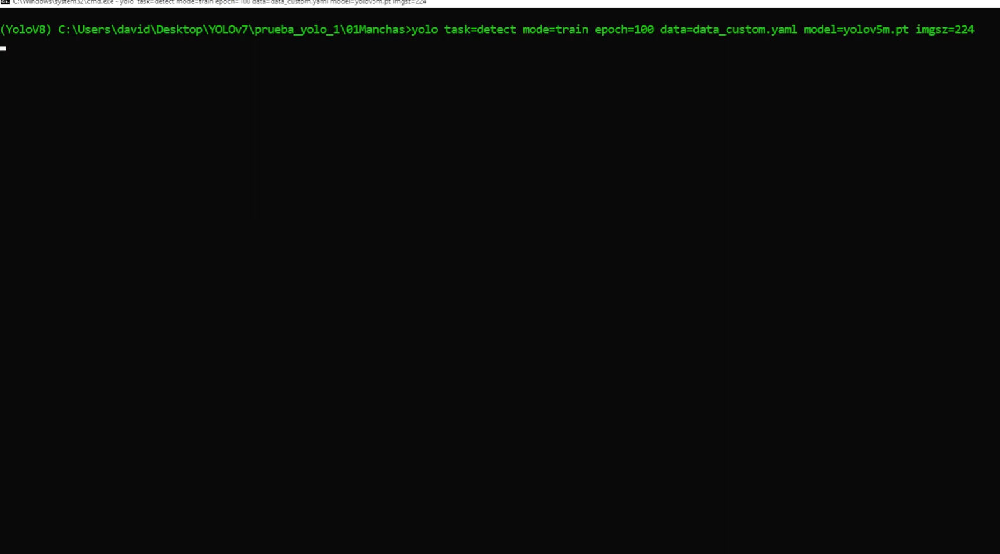 C:\Windows\system32\cmd.exe - yolo task=detect mode=train epoch=100 data=data_custom.yaml model=yolov5m.pt imgsz=224
(YoloV8) C:\Users\david\Desktop\YOLOv7\prueba_yolo_1\01Manchas>yolo task=detect mode=train epoch=100 data=data_custom.yaml model=yolov5m.pt imgsz=224